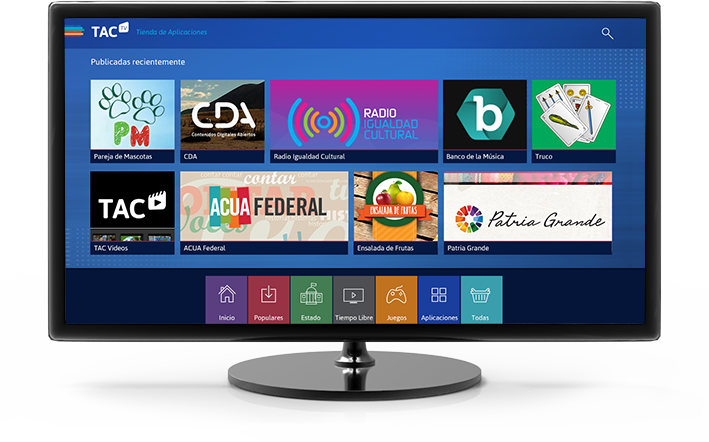 TAC TV Tienda de Aplicaciones
Publicadas recientemente
PM
CDA
Contenidos Digitales Abiertos
RADIO
IGUALDAD
CULTURAL
b
Pareja de Mascotas
CDA
Radio Igualdad Cultural
Banco de la Música
Truco
TAC
contar
ACUA FEDERAL
ENSALADA DE FRUTAS
Patria Grande
TAC Videos
ACUA Federal
Ensalada de Frutas
Patria Grande
Inicio
Populares
Estado
Tiempo Libre
Juegos
Aplicaciones
Todas